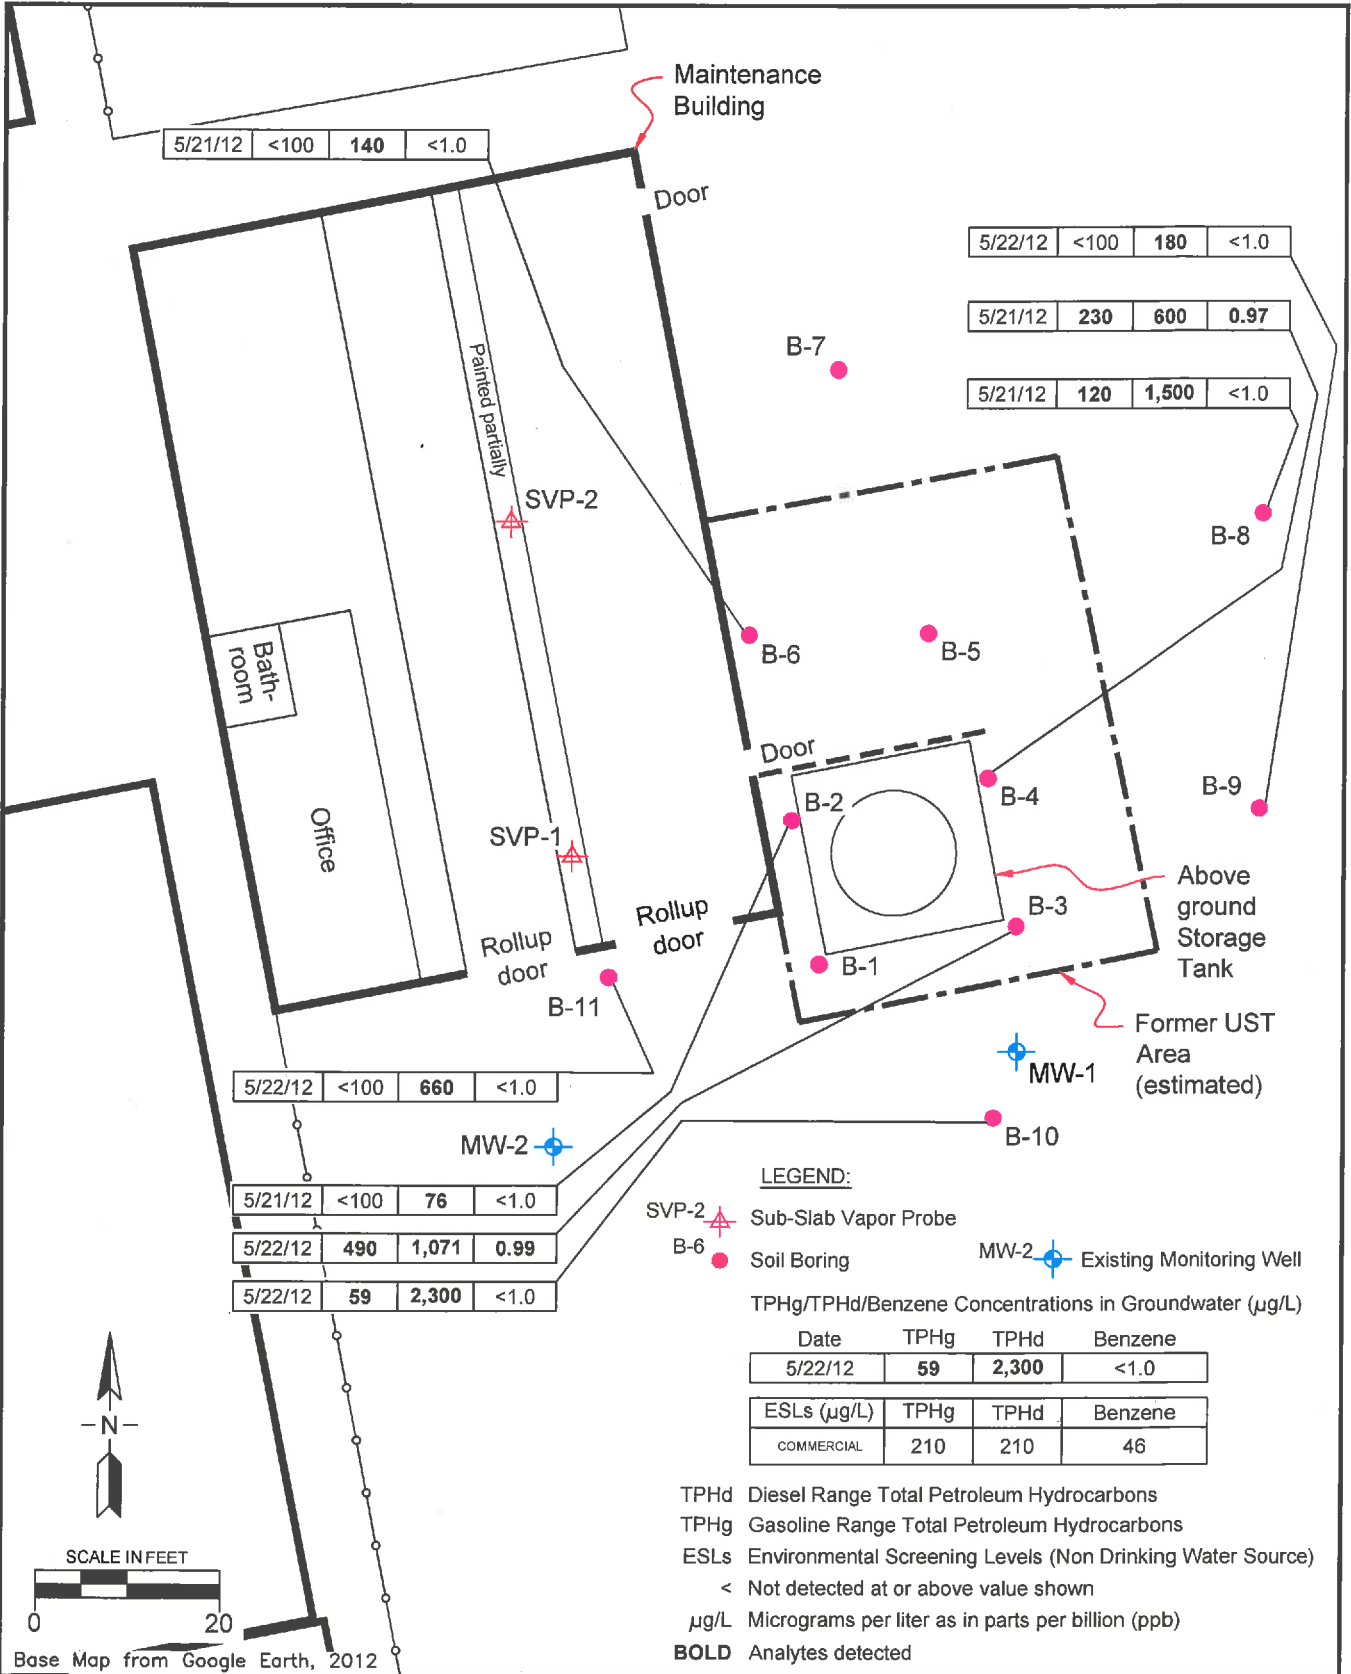 Maintenance
Building
5/21/12 <100 140 <1.0
Door
5/22/12 <100 180 <1.0
5/21/12 230 600 0.97
B-7
5/21/12 120 1,500 <1.0
Painted partially
SVP-2
B-8
B-6
B-5
Bath-
room
Door
B-4
B-9
B-2
Office
SVP-1
Above
ground
Storage
Tank
B-3
Rollup
door
Rollup
door
B-1
B-11
Former UST
Area
(estimated)
MW-1
5/22/12 <100 660 <1.0
B-10
MW-2
LEGEND:
5/21/12 <100 76 <1.0
SVP-2 Sub-Slab Vapor Probe
5/22/12 490 1,071 0.99
B-6 Soil Boring
MW-2 Existing Monitoring Well
5/22/12 59 2,300 <1.0
TPHg/TPHd/Benzene Concentrations in Groundwater (µg/L)
Date TPHg TPHd Benzene
5/22/12 59 2,300 <1.0
ESLs (µg/L) TPHg TPHd Benzene
COMMERCIAL 210 210 46
-N-
TPHd Diesel Range Total Petroleum Hydrocarbons
TPHg Gasoline Range Total Petroleum Hydrocarbons
ESLs Environmental Screening Levels (Non Drinking Water Source)
< Not detected at or above value shown
µg/L Micrograms per liter as in parts per billion (ppb)
BOLD Analytes detected
SCALE IN FEET
0 20
Base Map from Google Earth, 2012